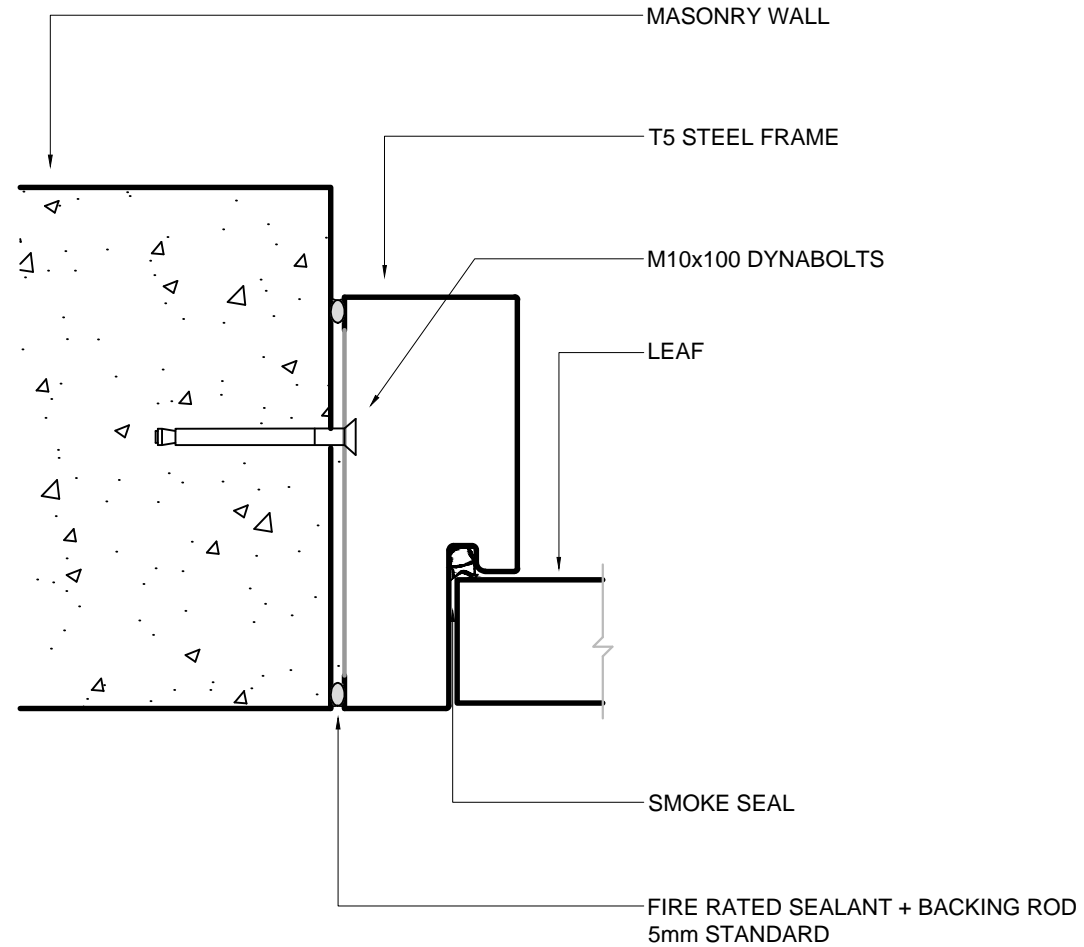 MASONRY WALL
T5 STEEL FRAME
M10x100 DYNABOLTS
LEAF
SMOKE SEAL
FIRE RATED SEALANT + BACKING ROD
5mm STANDARD